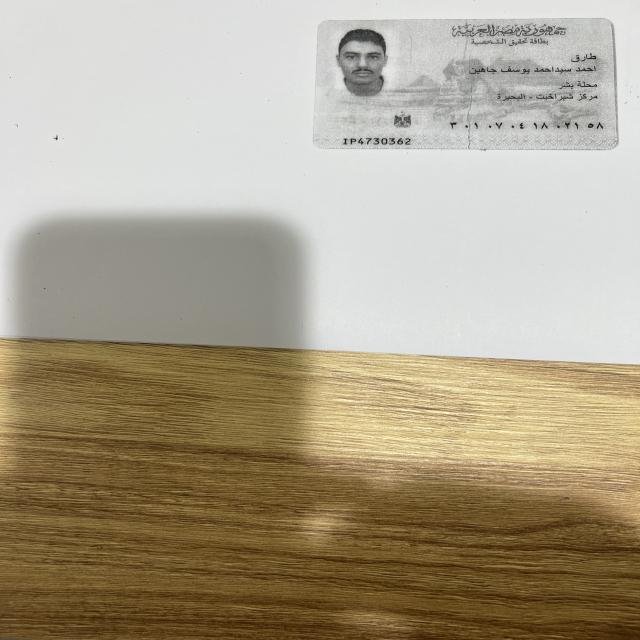 جمهورية مصر العربية
بطاقة تحقيق الشخصية
طارق
احمد سيداحمد يوسف جاهين
محلة بشر
مركز شبراخيت - البحيرة
٣٠١٠٧٠٤١٨٠٢١٥٨
IP4730362